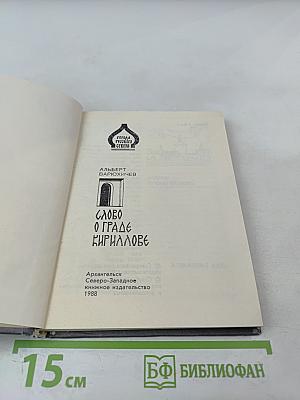 ГОРОДА
РУССКОГО
СЕВЕРА
АЛЬБЕРТ
ВАРЮХИЧЕВ
СЛОВО
О ГРАДЕ
КИРИЛЛОВЕ
Архангельск
Северо-Западное
книжное издательство
1988
15 см
БФ БИБЛИОФАН